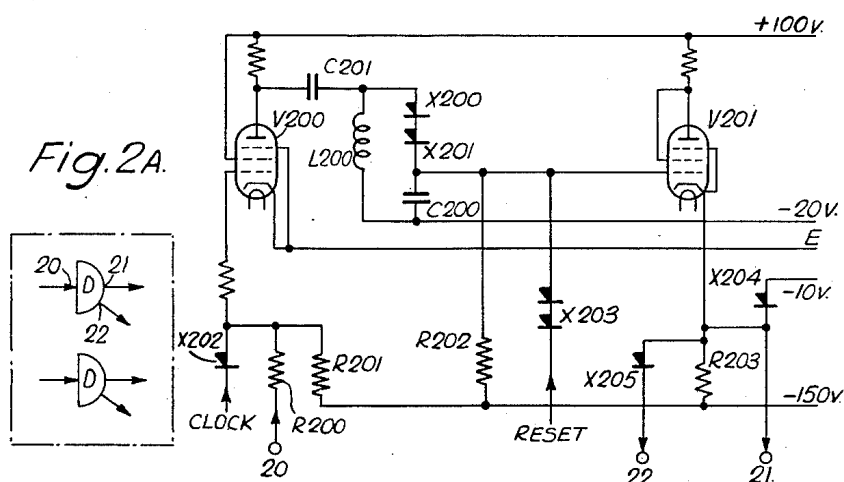 +100v.
C201
X200
V200
V201
X201
L200
Fig. 2A.
C200
-20v.
E
20
21
D
22
X204
-10v.
X203
X202
R202
R201
X205
R203
D
-150v.
CLOCK
R200
RESET
20
22
21.